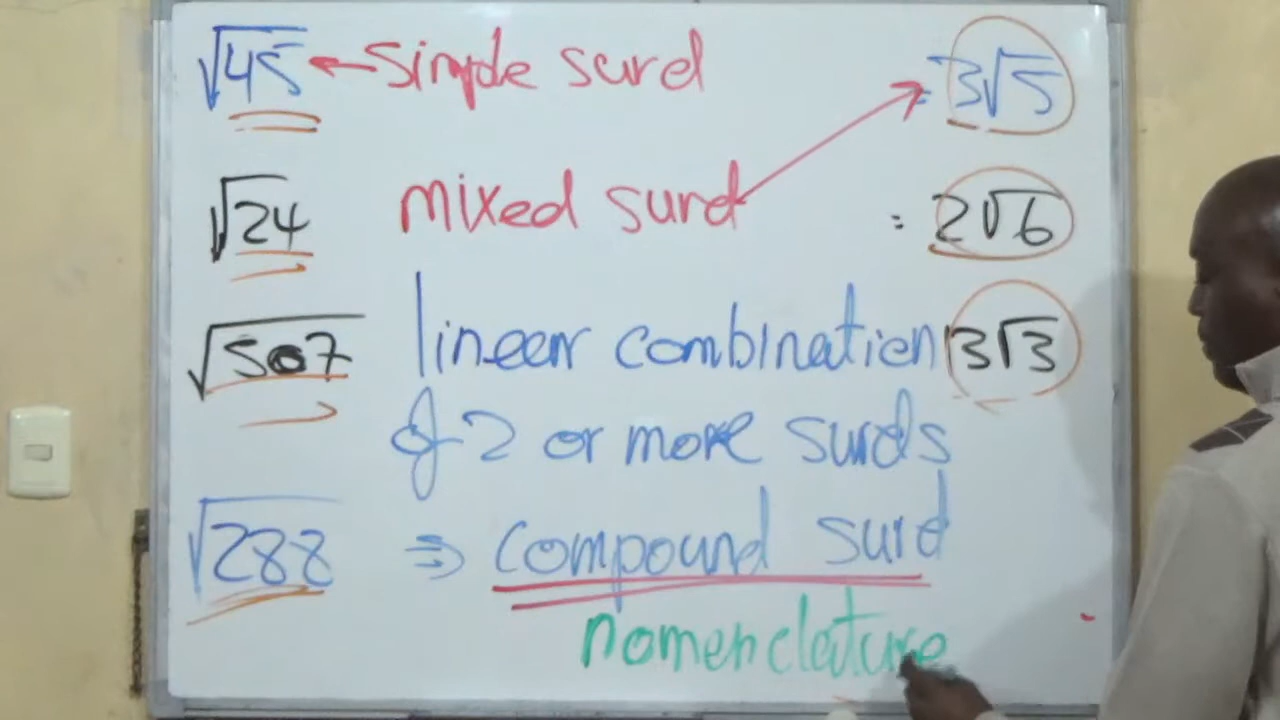 √45 ← simple surd = 3√5
√24 mixed surd : 2√6
√507 linear combination 13√3
of 2 or more surds
√288 ⇒ compound surd
nomenclature